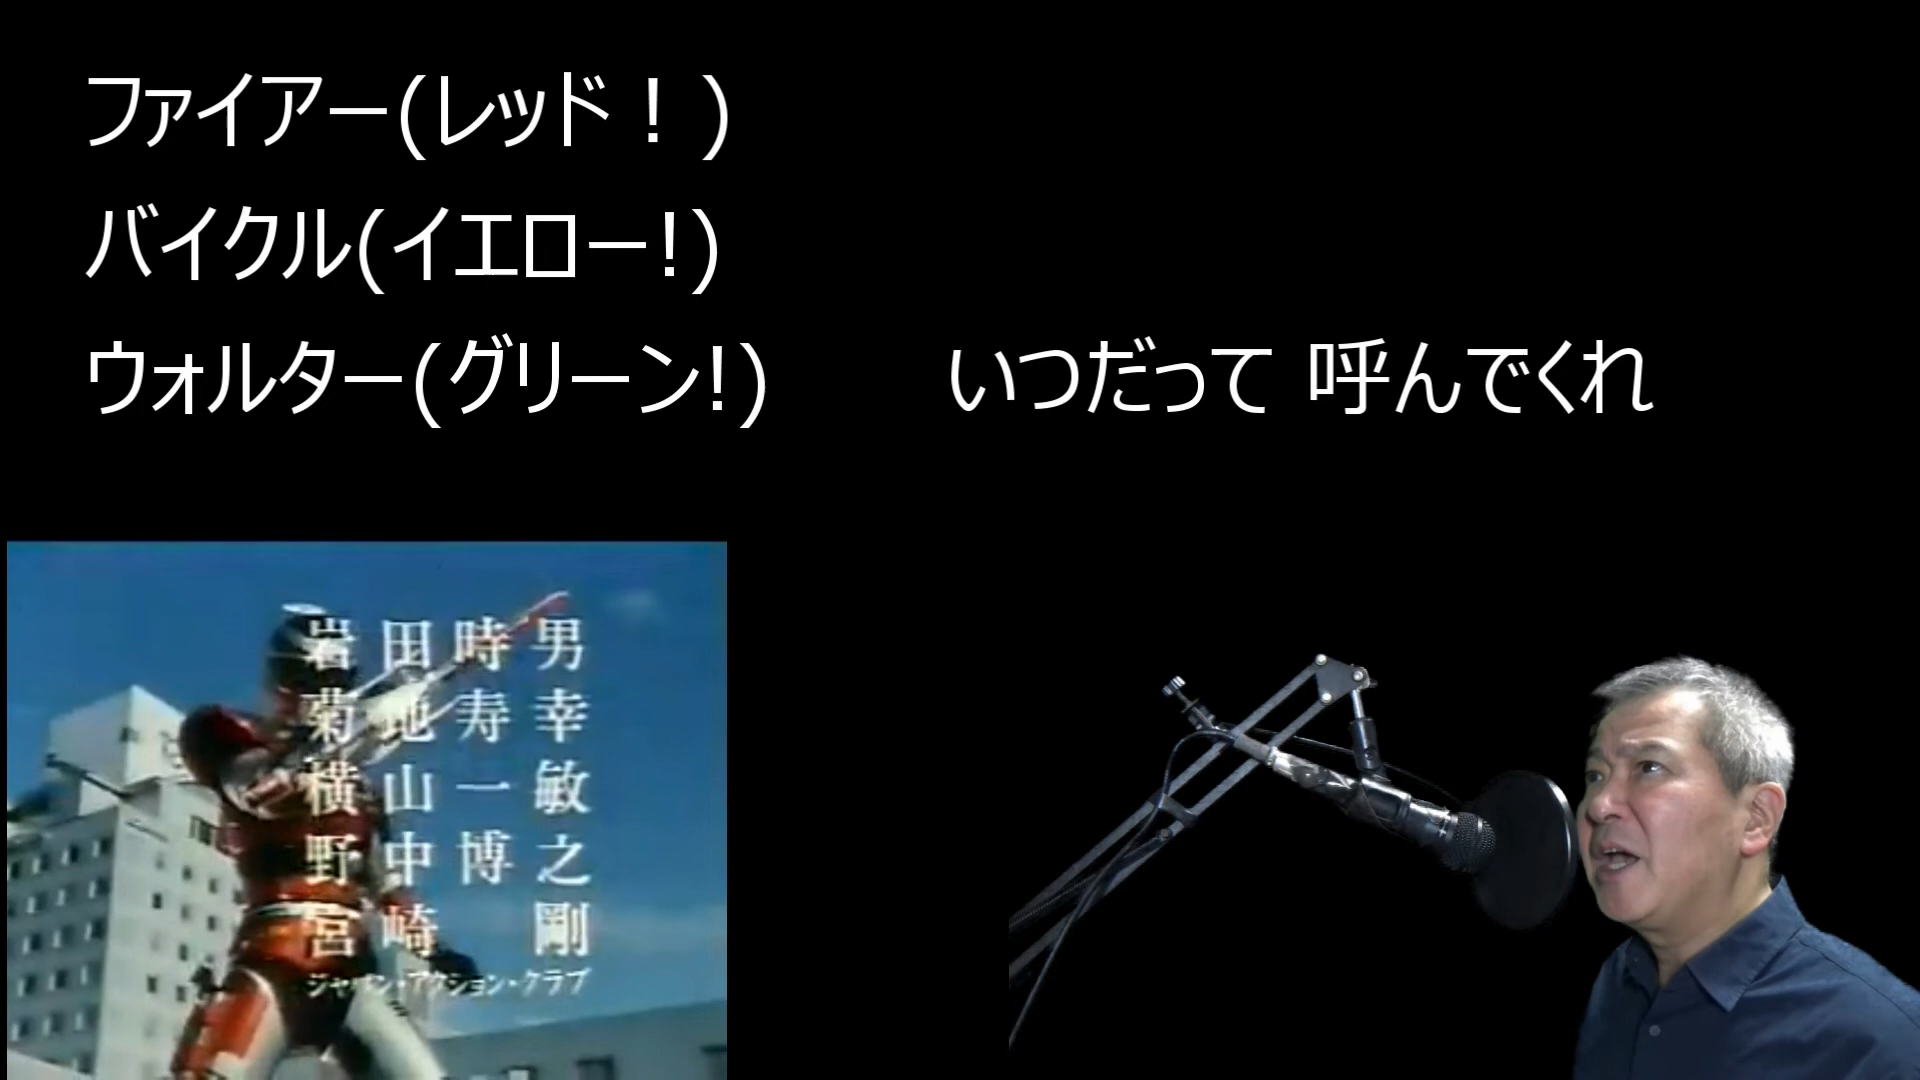 ファイアー(レッド！)
バイクル(イエロー!)
ウォルター(グリーン!) いつだって 呼んでくれ
岩田時男
菊地寿幸
横山一敏
野中博之
宮崎 剛
ジャパン・アクション・クラブ